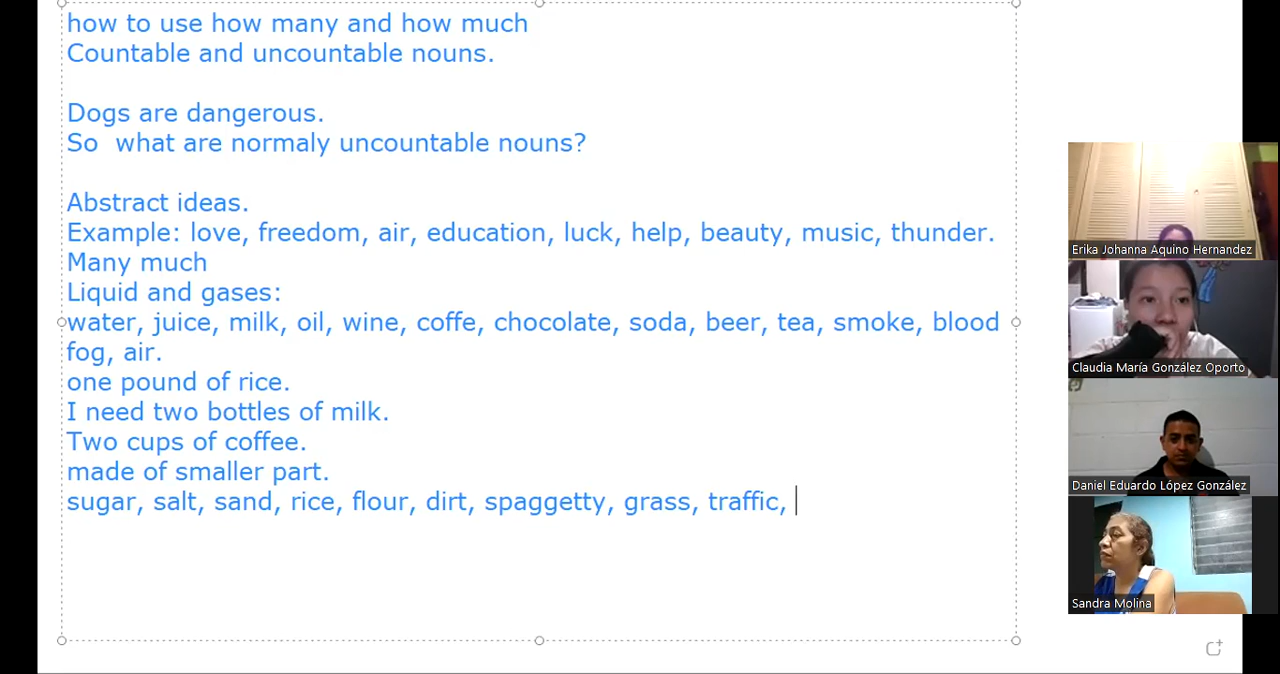 how to use how many and how much
Countable and uncountable nouns.
Dogs are dangerous.
So  what are normaly uncountable nouns?
Abstract ideas.
Example: love, freedom, air, education, luck, help, beauty, music, thunder.
Many much
Liquid and gases:
water, juice, milk, oil, wine, coffe, chocolate, soda, beer, tea, smoke, blood
fog, air.
one pound of rice.
I need two bottles of milk.
Two cups of coffee.
made of smaller part.
sugar, salt, sand, rice, flour, dirt, spaggetty, grass, traffic,
Erika Johanna Aquino Hernandez
Claudia María González Oporto
Daniel Eduardo López González
Sandra Molina